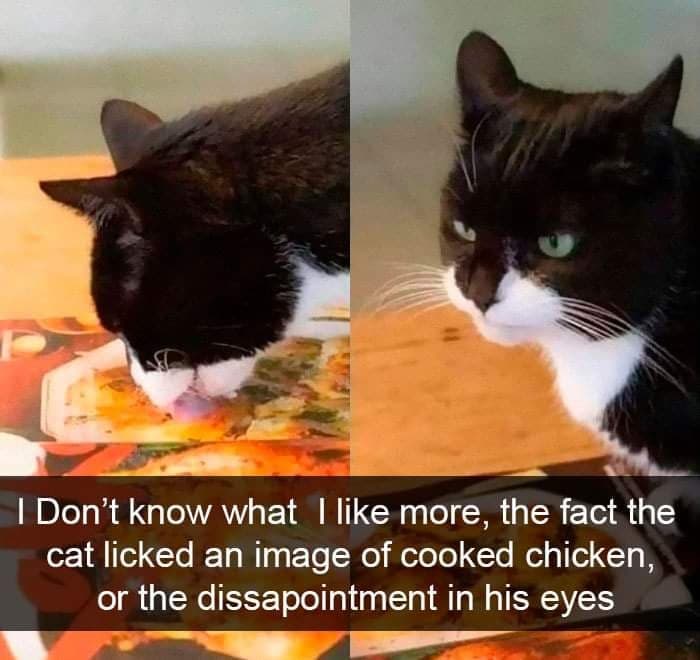 I Don't know what  I like more, the fact the
cat licked an image of cooked chicken,
or the dissapointment in his eyes